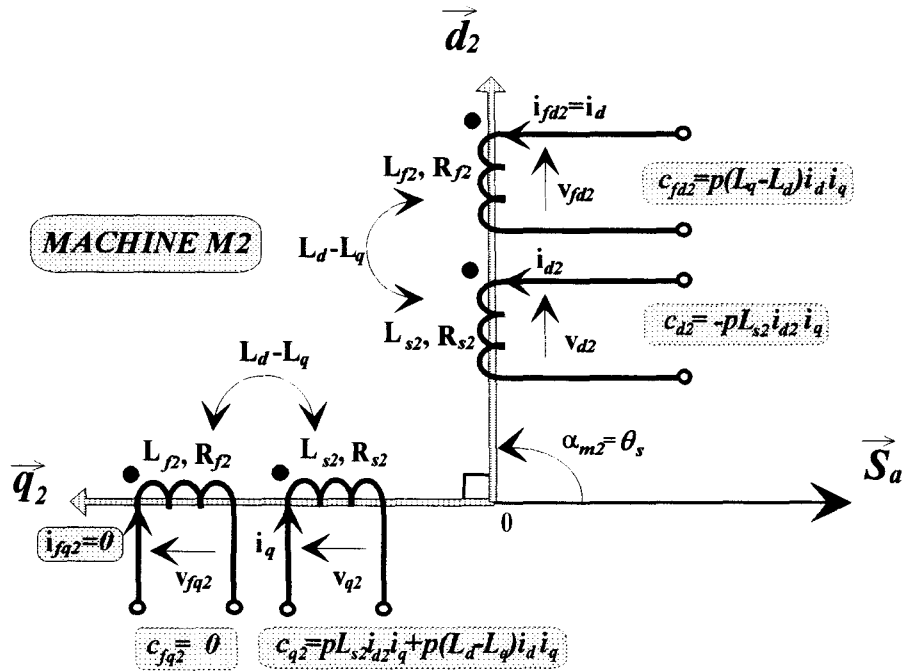 d₂
i_fd2=i_d
L_f2, R_f2
v_fd2
c_fd2=p(L_q-L_d)i_d i_q
MACHINE M2
L_d-L_q
i_d2
L_s2, R_s2
v_d2
c_d2= -pL_s2 i_d2 i_q
L_d-L_q
α_m2=θ_s
S_a
L_f2, R_f2
L_s2, R_s2
q₂
0
i_fq2=0
v_fq2
i_q
v_q2
c_fq2= 0
c_q2=pL_s2 i_d2 i_q+p(L_d-L_q)i_d i_q